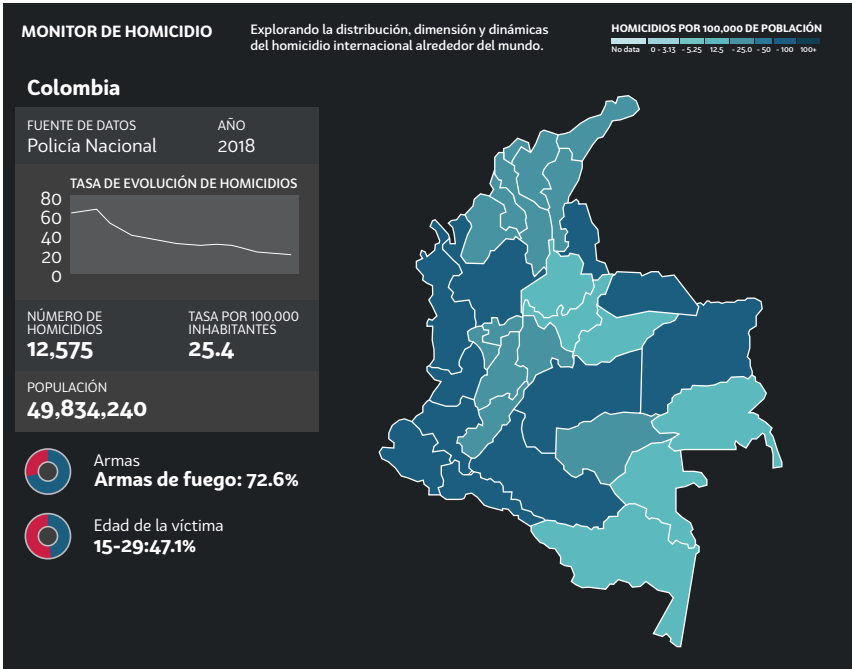 MONITOR DE HOMICIDIO
Explorando la distribución, dimensión y dinámicas
del homicidio internacional alrededor del mundo.
HOMICIDIOS POR 100,000 DE POBLACIÓN
No data 0 - 3.13 - 5.25 12.5 - 25.0 - 50 - 100 100+
Colombia
FUENTE DE DATOS AÑO
Policía Nacional 2018
TASA DE EVOLUCIÓN DE HOMICIDIOS
80
60
40
20
0
NÚMERO DE
HOMICIDIOS
12,575
TASA POR 100,000
INHABITANTES
25.4
POPULACIÓN
49,834,240
Armas
Armas de fuego: 72.6%
Edad de la víctima
15-29:47.1%